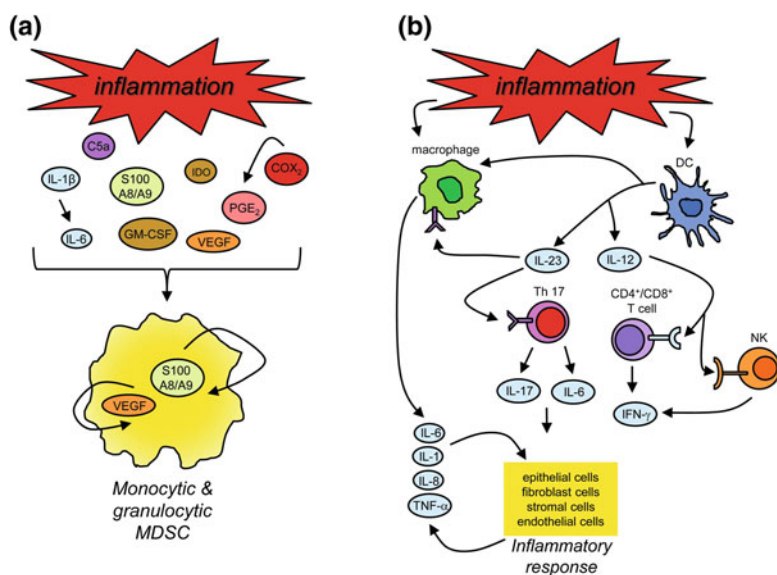 (a)
inflammation
C5a
IL-1β
S100
A8/A9
IDO
COX₂
PGE₂
IL-6
GM-CSF
VEGF
S100
A8/A9
VEGF
Monocytic &
granulocytic
MDSC
(b)
inflammation
macrophage
DC
IL-23
IL-12
Th 17
CD4⁺/CD8⁺
T cell
NK
IL-17
IL-6
IFN-γ
IL-6
IL-1
IL-8
TNF-α
epithelial cells
fibroblast cells
stromal cells
endothelial cells
Inflammatory
response